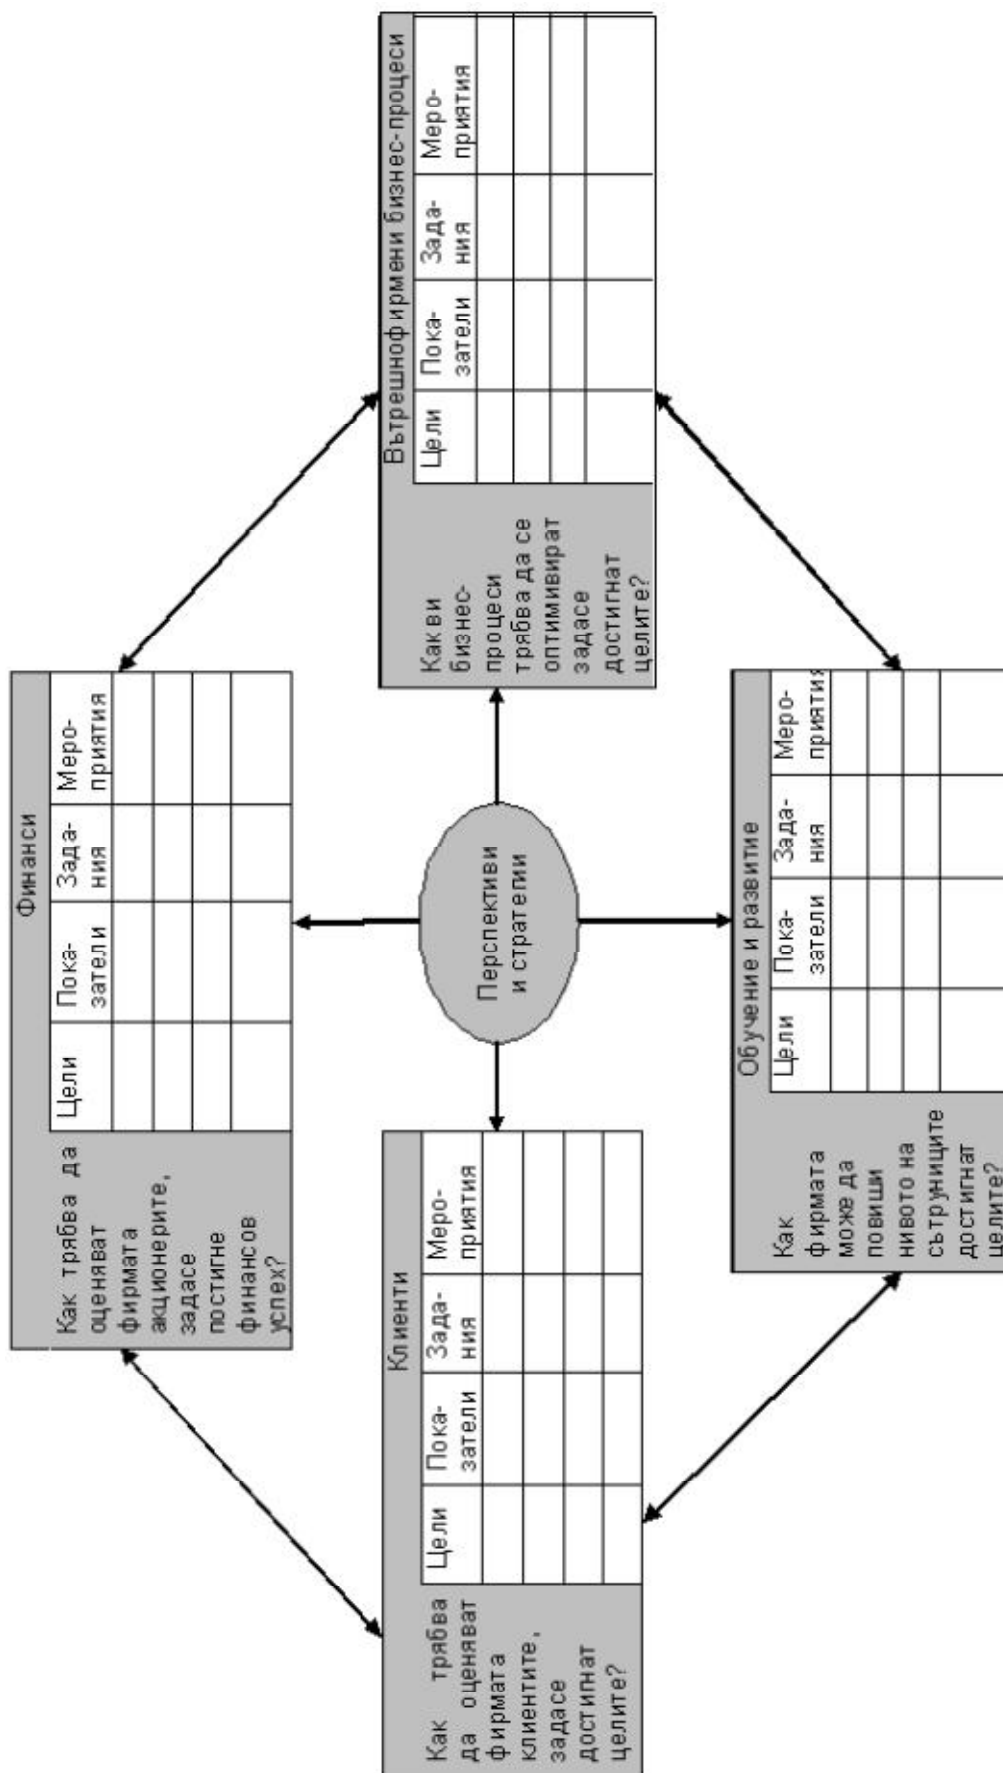 Финанси
Как трябва да
оценяват
фирмата
акционерите,
задасе
постигне
финансов
успех?
Цели
Пока-
затели
Зада-
ния
Меро-
приятия
Клиенти
Как трябва
да оценяват
фирмата
клиентите,
задасе
достигнат
целите?
Цели
Пока-
затели
Зада-
ния
Меро-
приятия
Перспективи
и стратегии
Вътрешнофирмени бизнес-процеси
Какви
бизнес-
процеси
трябва да се
оптимивират
задасе
достигнат
целите?
Цели
Пока-
затели
Зада-
ния
Меро-
приятия
Обучение и развитие
Как
фирмата
може да
повиши
нивото на
сътруниците
достигнат
целите?
Цели
Пока-
затели
Зада-
ния
Меро-
приятия